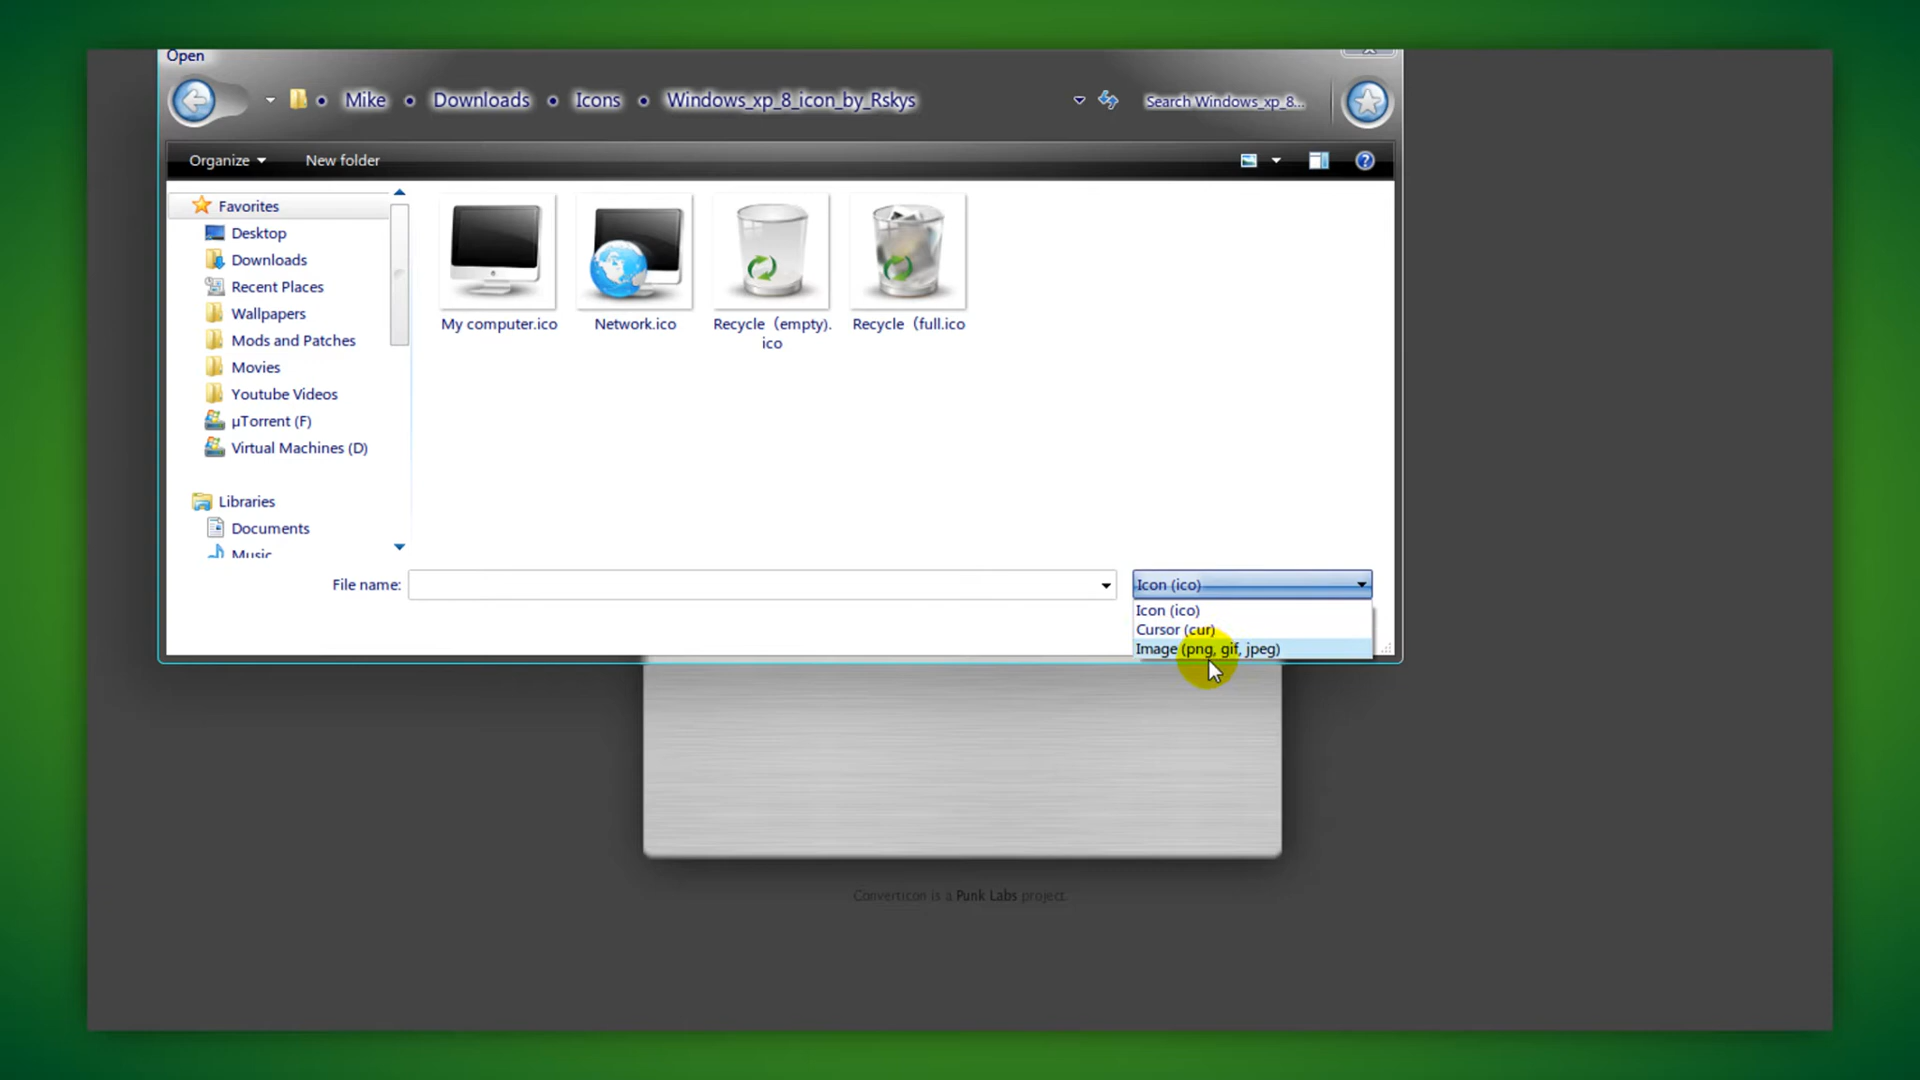 Open
Mike
Downloads
Icons
Windows_xp_8_icon_by_Rskys
Search Windows_xp_8...
Organize
New folder
Favorites
Desktop
Downloads
Recent Places
Wallpapers
Mods and Patches
Movies
Youtube Videos
µTorrent (F)
Virtual Machines (D)
Libraries
Documents
Music
My computer.ico
Network.ico
Recycle（empty).
ico
Recycle（full.ico
File name:
Icon (ico)
Icon (ico)
Cursor (cur)
Image (png, gif, jpeg)
Converticon is a Punk Labs project.